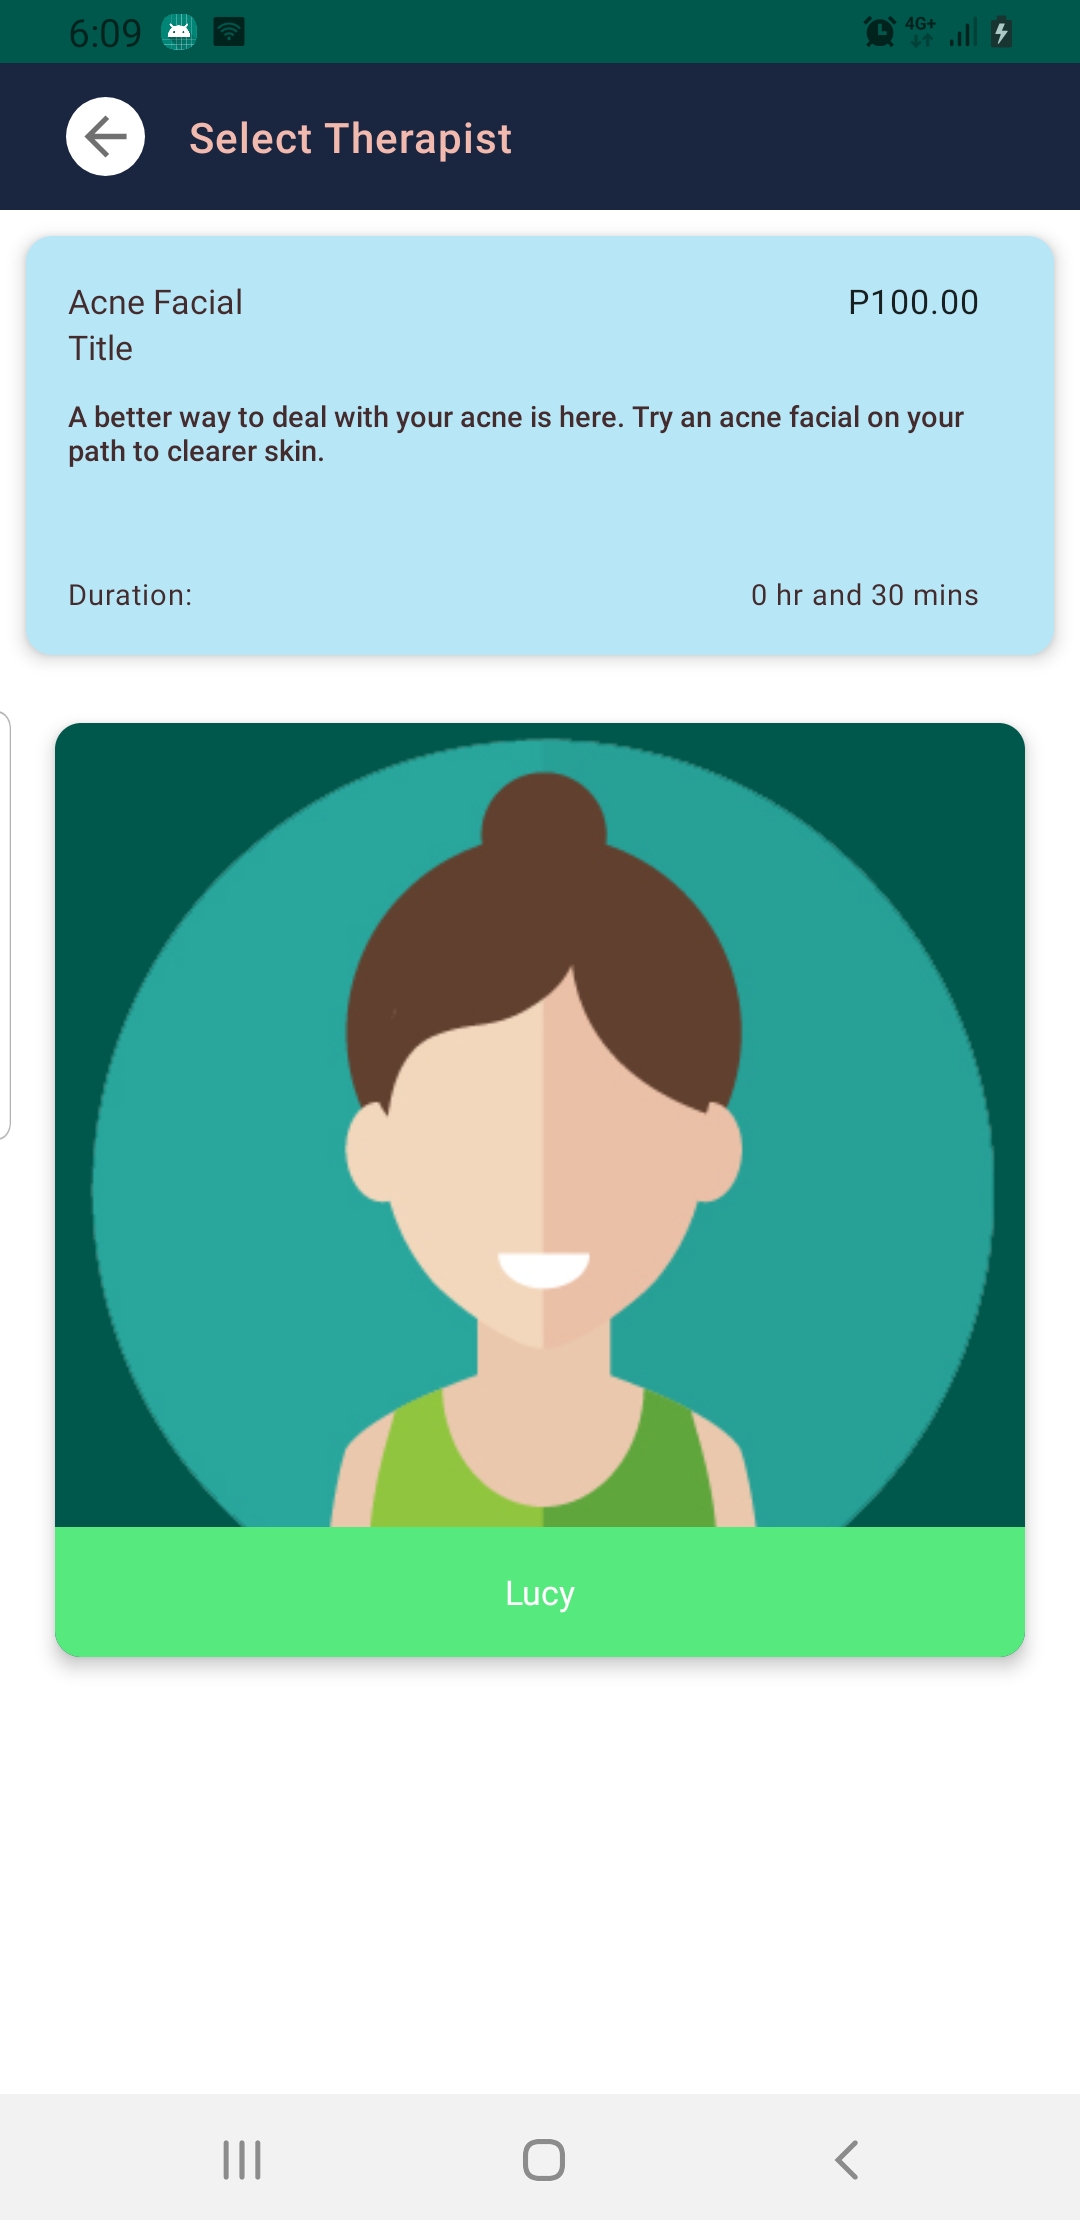 6:09
4G+
Select Therapist
Acne Facial
P100.00
Title
A better way to deal with your acne is here. Try an acne facial on your
path to clearer skin.
Duration:
0 hr and 30 mins
Lucy